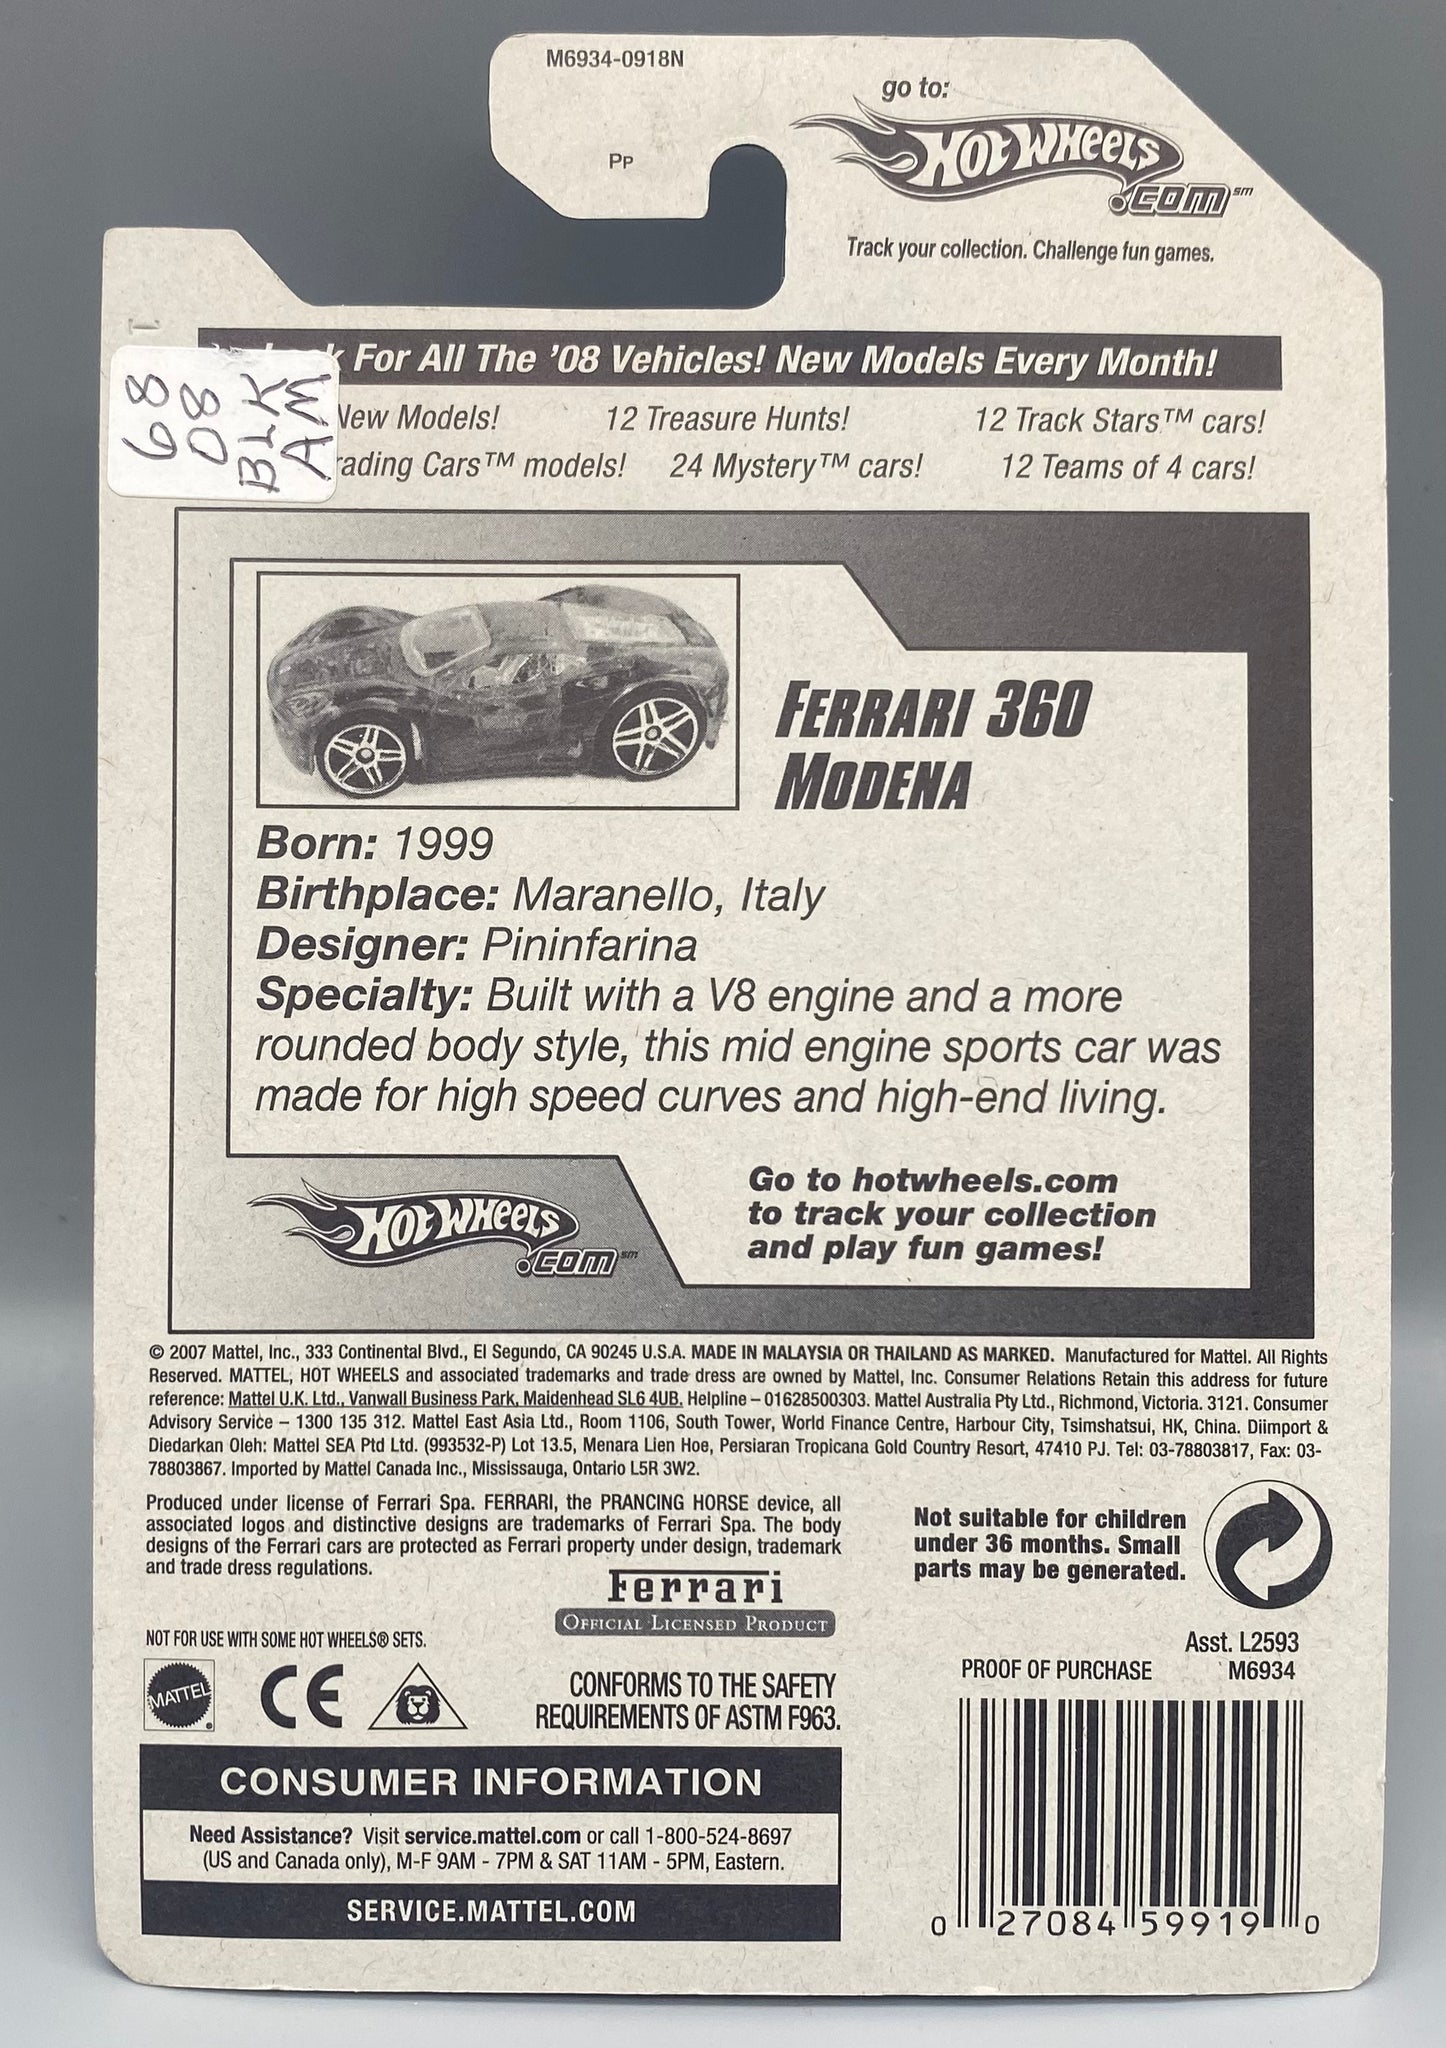 M6934-0918N
go to:
Pp
HOT WHEELS
.COM℠
Track your collection. Challenge fun games.
For All The '08 Vehicles! New Models Every Month!
New Models! 12 Treasure Hunts! 12 Track Stars™ cars!
Cars™ models! 24 Mystery™ cars! 12 Teams of 4 cars!
68
08
BLK
AM
FERRARI 360
MODENA
Born: 1999
Birthplace: Maranello, Italy
Designer: Pininfarina
Specialty: Built with a V8 engine and a more
rounded body style, this mid engine sports car was
made for high speed curves and high-end living.
HOT WHEELS
.COM℠
Go to hotwheels.com
to track your collection
and play fun games!
© 2007 Mattel, Inc., 333 Continental Blvd., El Segundo, CA 90245 U.S.A. MADE IN MALAYSIA OR THAILAND AS MARKED. Manufactured for Mattel. All Rights
Reserved. MATTEL, HOT WHEELS and associated trademarks and trade dress are owned by Mattel, Inc. Consumer Relations Retain this address for future
reference: Mattel U.K. Ltd., Vanwall Business Park, Maidenhead SL6 4UB. Helpline – 01628500303. Mattel Australia Pty Ltd., Richmond, Victoria. 3121. Consumer
Advisory Service – 1300 135 312. Mattel East Asia Ltd., Room 1106, South Tower, World Finance Centre, Harbour City, Tsimshatsui, HK, China. Diimport &
Diedarkan Oleh: Mattel SEA Ptd Ltd. (993532-P) Lot 13.5, Menara Lien Hoe, Persiaran Tropicana Gold Country Resort, 47410 PJ. Tel: 03-78803817, Fax: 03-
78803867. Imported by Mattel Canada Inc., Mississauga, Ontario L5R 3W2.
Produced under license of Ferrari Spa. FERRARI, the PRANCING HORSE device, all
associated logos and distinctive designs are trademarks of Ferrari Spa. The body
designs of the Ferrari cars are protected as Ferrari property under design, trademark
and trade dress regulations.
Ferrari
OFFICIAL LICENSED PRODUCT
Not suitable for children
under 36 months. Small
parts may be generated.
NOT FOR USE WITH SOME HOT WHEELS® SETS.
MATTEL
CE
CONFORMS TO THE SAFETY
REQUIREMENTS OF ASTM F963.
Asst. L2593
PROOF OF PURCHASE M6934
CONSUMER INFORMATION
Need Assistance? Visit service.mattel.com or call 1-800-524-8697
(US and Canada only), M-F 9AM - 7PM & SAT 11AM - 5PM, Eastern.
SERVICE.MATTEL.COM
0 27084 59919 0